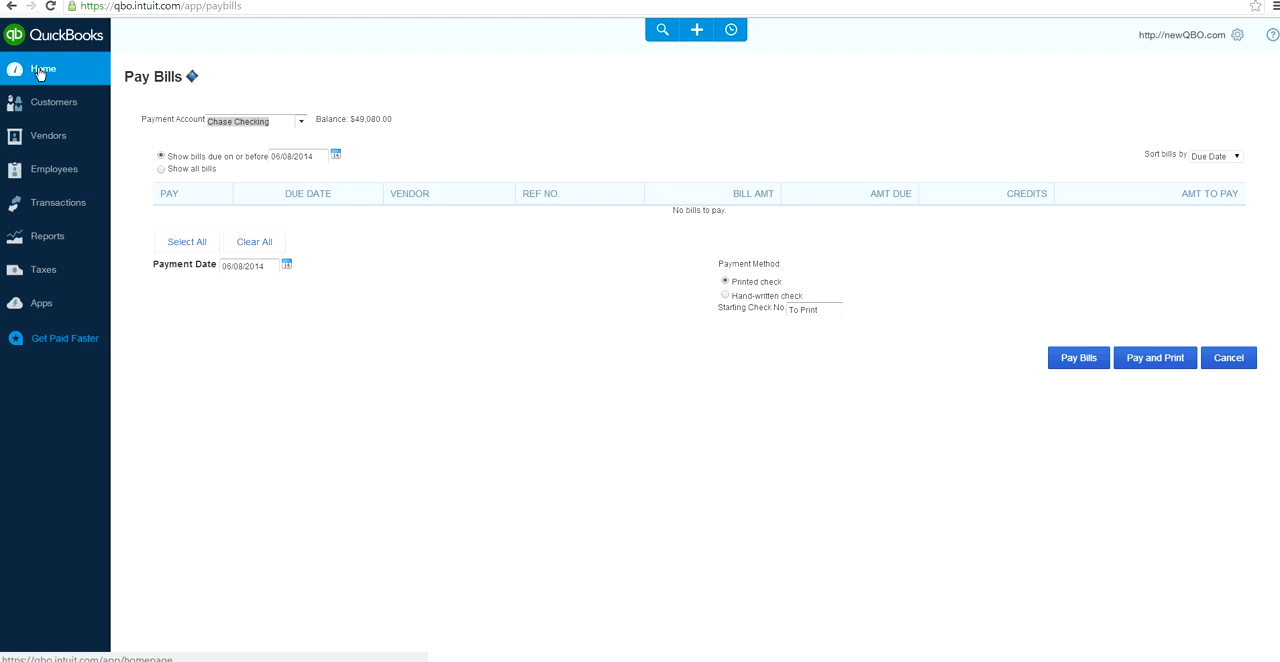 https://qbo.intuit.com/app/paybills
qb QuickBooks
http://newQBO.com
Home
Customers
Vendors
Employees
Transactions
Reports
Taxes
Apps
Get Paid Faster
Pay Bills
Payment Account Chase Checking Balance: $49,080.00
Show bills due on or before 06/08/2014
Show all bills
Sort bills by Due Date
PAY DUE DATE VENDOR REF NO. BILL AMT AMT DUE CREDITS AMT TO PAY
No bills to pay.
Select All Clear All
Payment Date 06/08/2014
Payment Method
Printed check
Hand-written check
Starting Check No To Print
Pay Bills Pay and Print Cancel
https://qbo.intuit.com/app/homepage